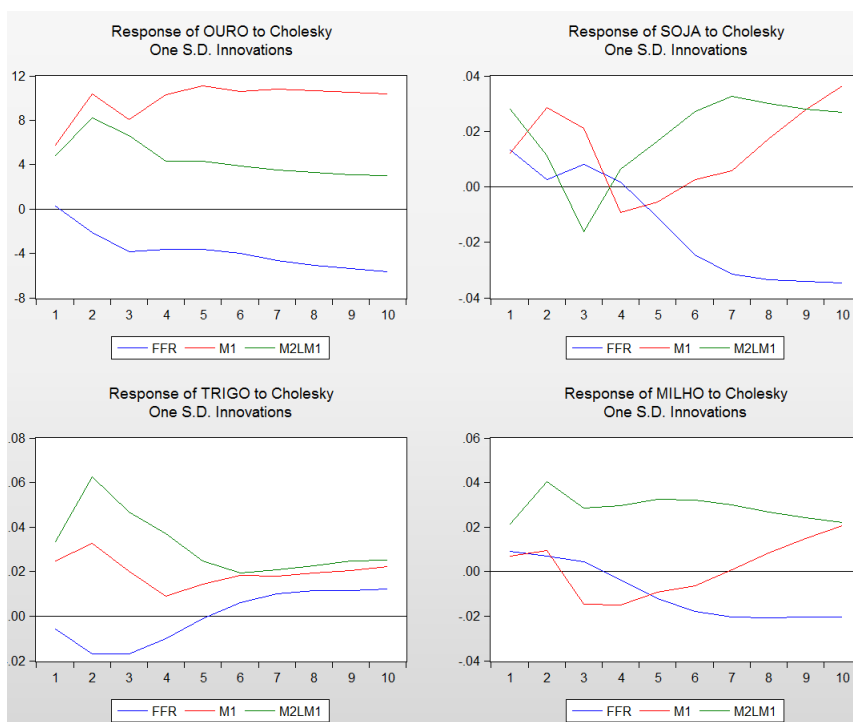 Response of OURO to Cholesky
One S.D. Innovations
12
8
4
0
-4
-8
1 2 3 4 5 6 7 8 9 10
FFR M1 M2LM1
Response of SOJA to Cholesky
One S.D. Innovations
.04
.02
.00
-.02
-.04
1 2 3 4 5 6 7 8 9 10
FFR M1 M2LM1
Response of TRIGO to Cholesky
One S.D. Innovations
.08
.06
.04
.02
.00
.02
1 2 3 4 5 6 7 8 9 10
FFR M1 M2LM1
Response of MILHO to Cholesky
One S.D. Innovations
.06
.04
.02
.00
-.02
-.04
1 2 3 4 5 6 7 8 9 10
FFR M1 M2LM1